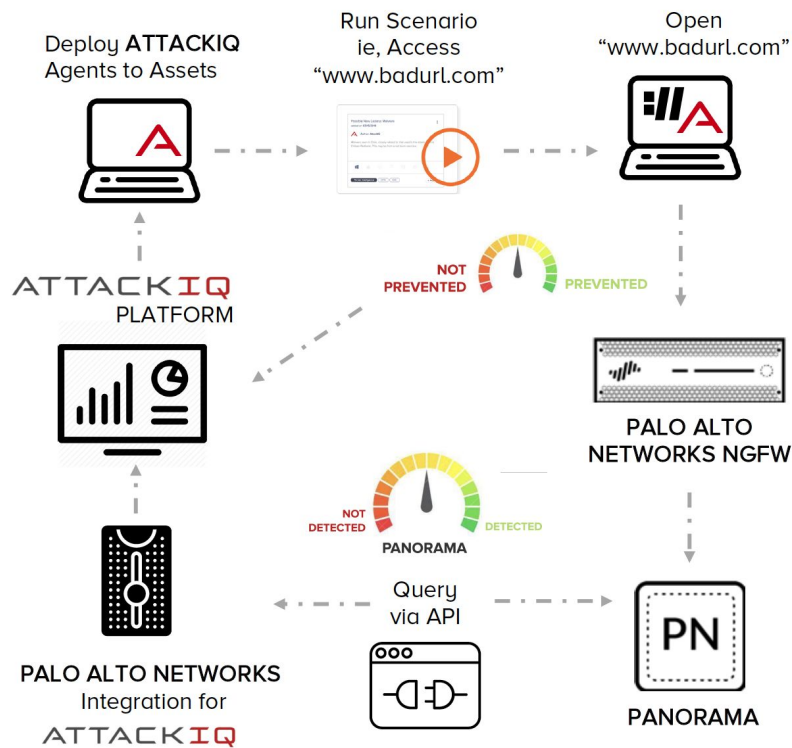 Deploy ATTACKIQ
Agents to Assets
Run Scenario
ie, Access
“www.badurl.com”
Open
“www.badurl.com”
ATTACKIQ
PLATFORM
NOT
PREVENTED
PREVENTED
PALO ALTO
NETWORKS NGFW
NOT
DETECTED
DETECTED
PANORAMA
Query
via API
PN
PANORAMA
PALO ALTO NETWORKS
Integration for
ATTACKIQ